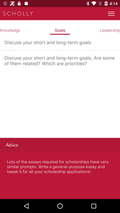 4:14
SCHOLLY
Knowledge Goals Leadership
Discuss your short and long-term goals
Discuss your short and long-term goals. Are some
of them related? Which are priorities?
Advice
Lots of the essays required for scholarships have very
similar prompts. Write a general-purpose essay and
tweak it for all your scholarship applications!